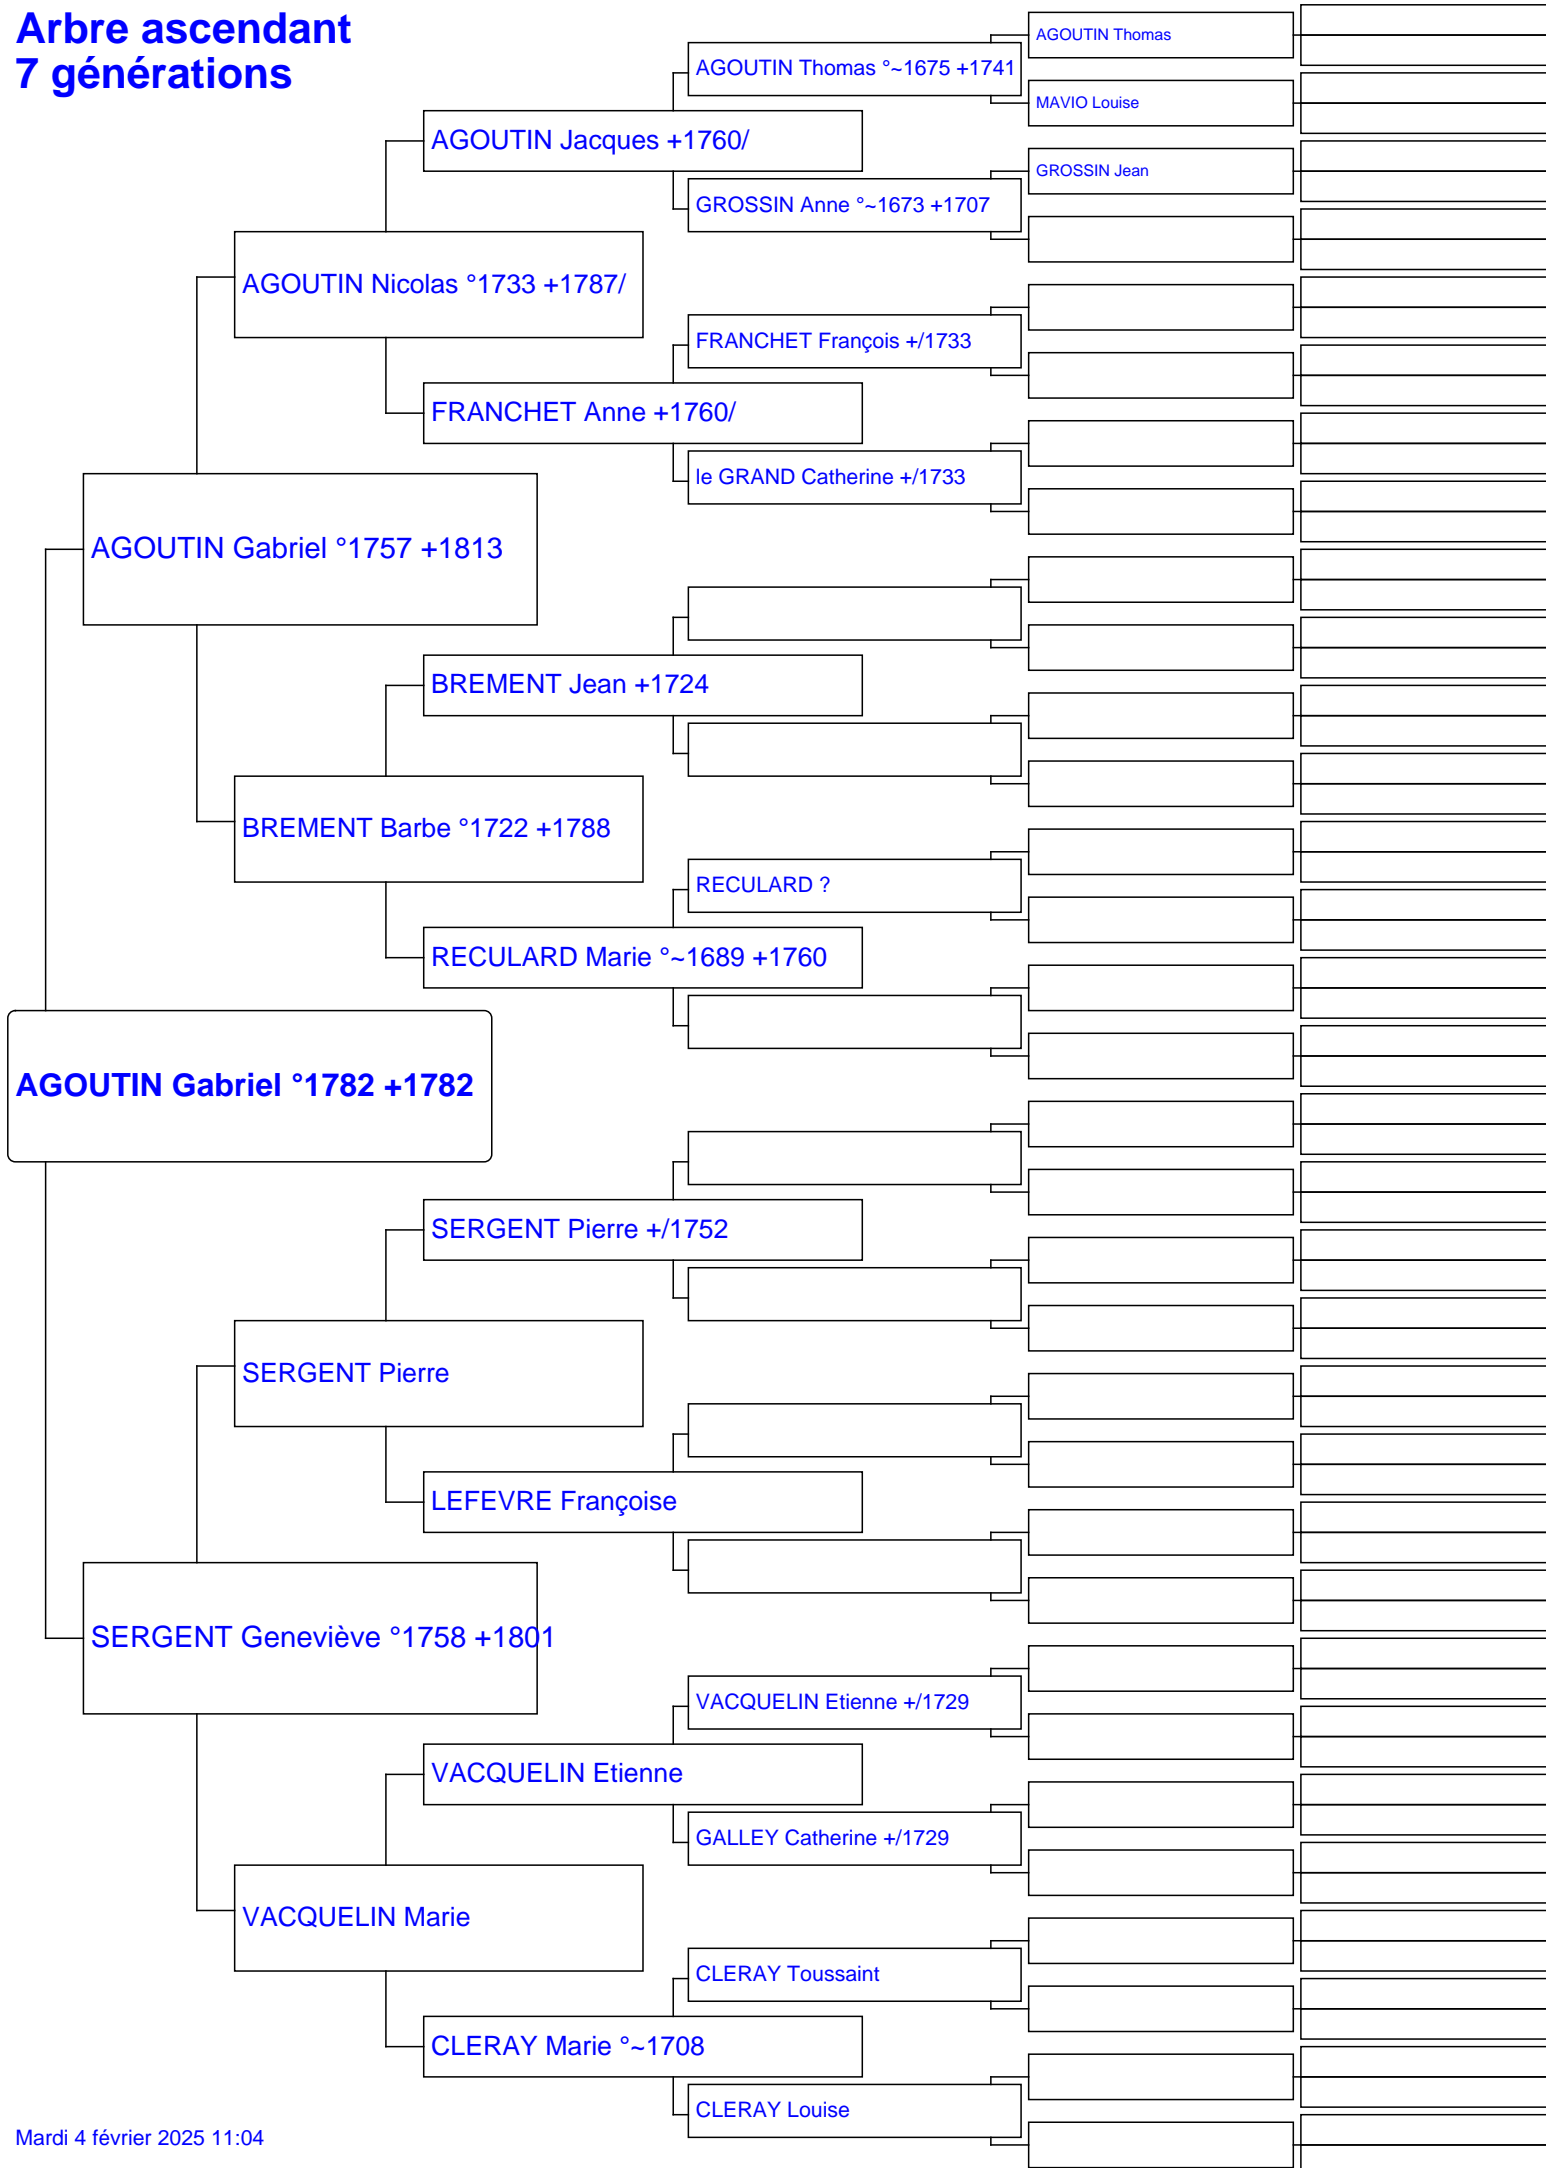 Arbre ascendant
7 générations
AGOUTIN Thomas
AGOUTIN Thomas °~1675 +1741
MAVIO Louise
AGOUTIN Jacques +1760/
GROSSIN Jean
GROSSIN Anne °~1673 +1707
AGOUTIN Nicolas °1733 +1787/
FRANCHET François +/1733
FRANCHET Anne +1760/
le GRAND Catherine +/1733
AGOUTIN Gabriel °1757 +1813
BREMENT Jean +1724
BREMENT Barbe °1722 +1788
RECULARD ?
RECULARD Marie °~1689 +1760
AGOUTIN Gabriel °1782 +1782
SERGENT Pierre +/1752
SERGENT Pierre
LEFEVRE Françoise
SERGENT Geneviève °1758 +1801
VACQUELIN Etienne +/1729
VACQUELIN Etienne
GALLEY Catherine +/1729
VACQUELIN Marie
CLERAY Toussaint
CLERAY Marie °~1708
CLERAY Louise
Mardi 4 février 2025 11:04